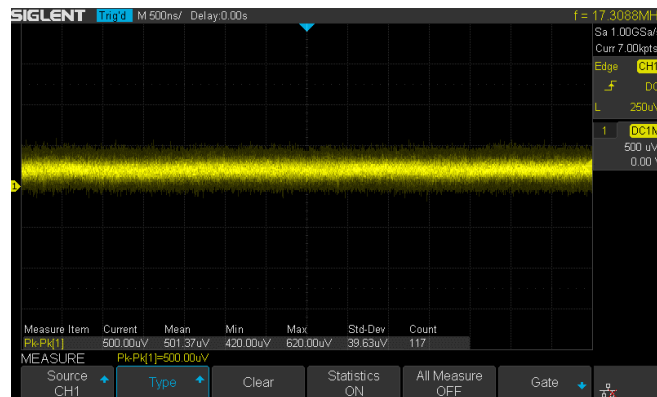 SIGLENT Trig'd M 500ns/ Delay:0.00s f = 17.3088MH
Sa 1.00GSa/
Curr 7.00kpts
Edge CH1
DC
L 250uV
1 DC1M
500 uV
0.00 V
1
Measure Item Current Mean Min Max Std-Dev Count
Pk-Pk[1] 500.00uV 501.37uV 420.00uV 620.00uV 39.63uV 117
MEASURE Pk-Pk[1]=500.00uV
Source CH1
Type
Clear
Statistics ON
All Measure OFF
Gate